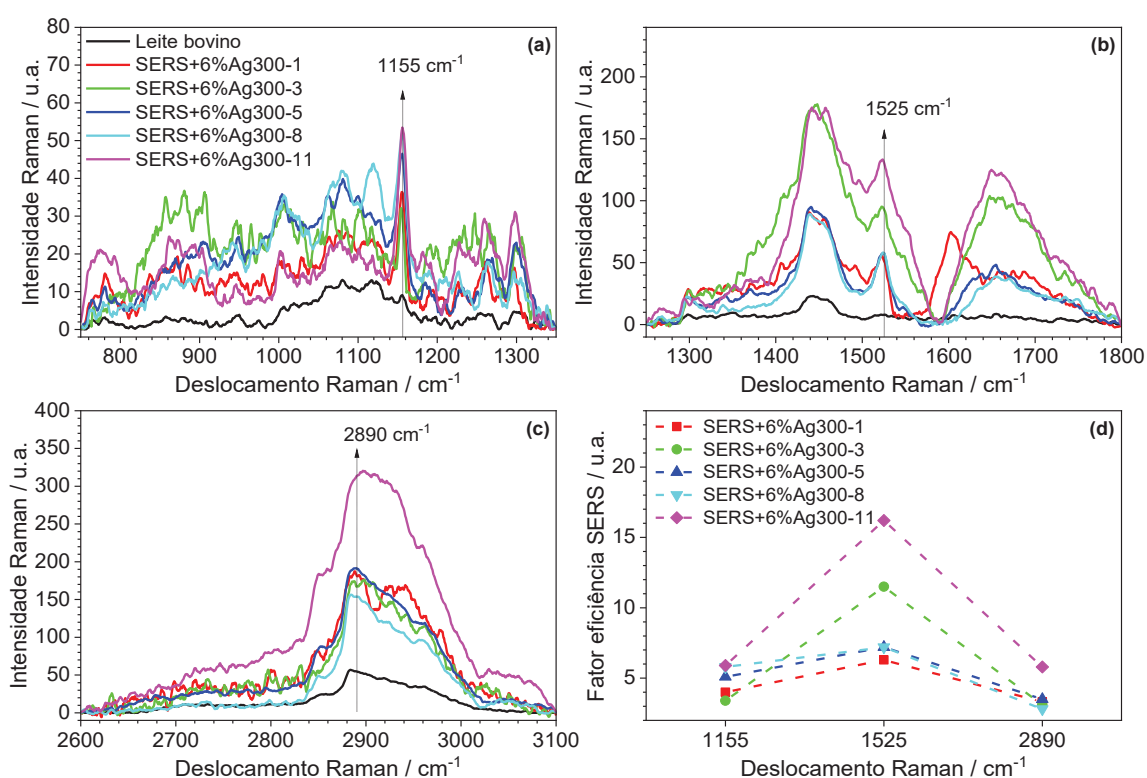 (a)
Leite bovino
SERS+6%Ag300-1
SERS+6%Ag300-3
SERS+6%Ag300-5
SERS+6%Ag300-8
SERS+6%Ag300-11
1155 cm⁻¹
Intensidade Raman / u.a.
80
70
60
50
40
30
20
10
0
800 900 1000 1100 1200 1300
Deslocamento Raman / cm⁻¹
(b)
1525 cm⁻¹
Intensidade Raman / u.a.
200
150
100
50
0
1300 1400 1500 1600 1700 1800
Deslocamento Raman / cm⁻¹
(c)
2890 cm⁻¹
Intensidade Raman / u.a.
400
350
300
250
200
150
100
50
0
2600 2700 2800 2900 3000 3100
Deslocamento Raman / cm⁻¹
(d)
SERS+6%Ag300-1
SERS+6%Ag300-3
SERS+6%Ag300-5
SERS+6%Ag300-8
SERS+6%Ag300-11
Fator eficiência SERS / u.a.
20
15
10
5
1155 1525 2890
Deslocamento Raman / cm⁻¹